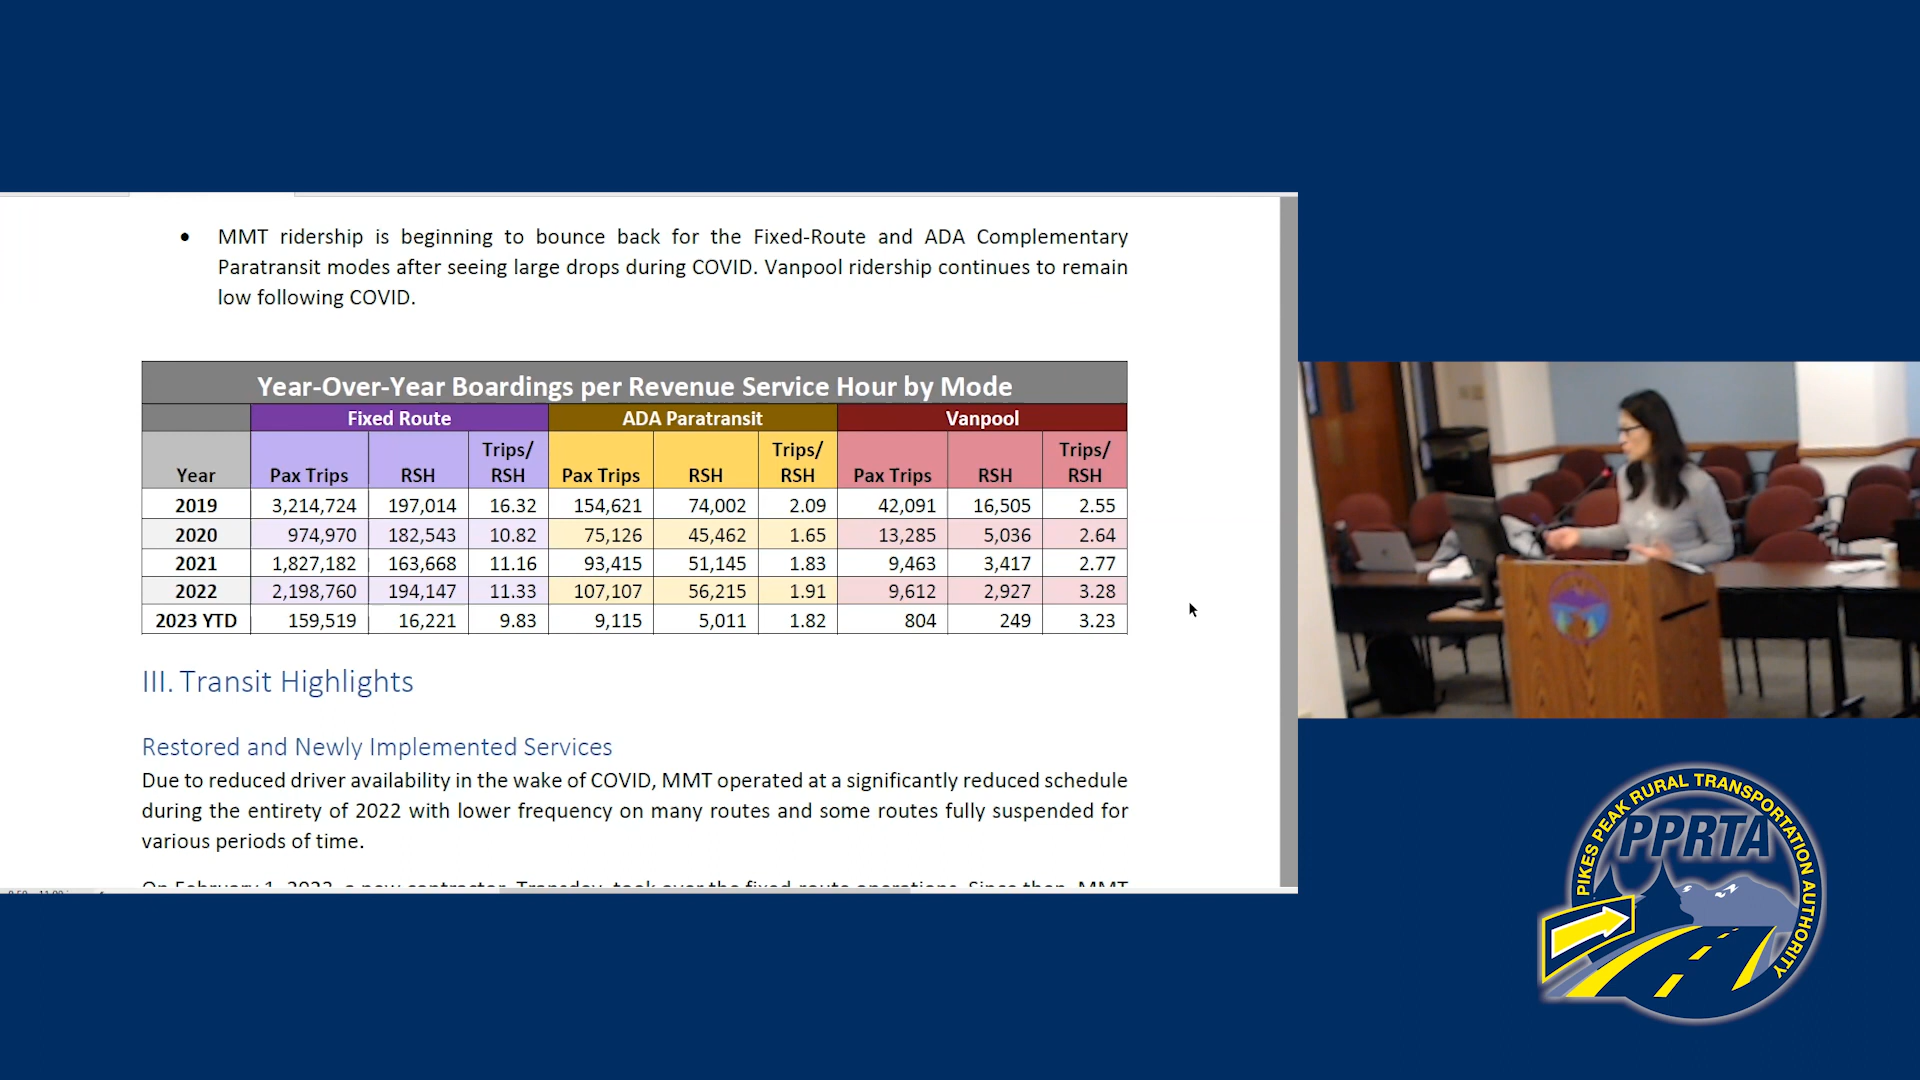 • MMT ridership is beginning to bounce back for the Fixed-Route and ADA Complementary
Paratransit modes after seeing large drops during COVID. Vanpool ridership continues to remain
low following COVID.
Year-Over-Year Boardings per Revenue Service Hour by Mode
Fixed Route ADA Paratransit Vanpool
Year Pax Trips RSH Trips/ RSH Pax Trips RSH Trips/ RSH Pax Trips RSH Trips/ RSH
2019 3,214,724 197,014 16.32 154,621 74,002 2.09 42,091 16,505 2.55
2020 974,970 182,543 10.82 75,126 45,462 1.65 13,285 5,036 2.64
2021 1,827,182 163,668 11.16 93,415 51,145 1.83 9,463 3,417 2.77
2022 2,198,760 194,147 11.33 107,107 56,215 1.91 9,612 2,927 3.28
2023 YTD 159,519 16,221 9.83 9,115 5,011 1.82 804 249 3.23
III. Transit Highlights
Restored and Newly Implemented Services
Due to reduced driver availability in the wake of COVID, MMT operated at a significantly reduced schedule
during the entirety of 2022 with lower frequency on many routes and some routes fully suspended for
various periods of time.
PIKES PEAK RURAL TRANSPORTATION AUTHORITY
PPRTA